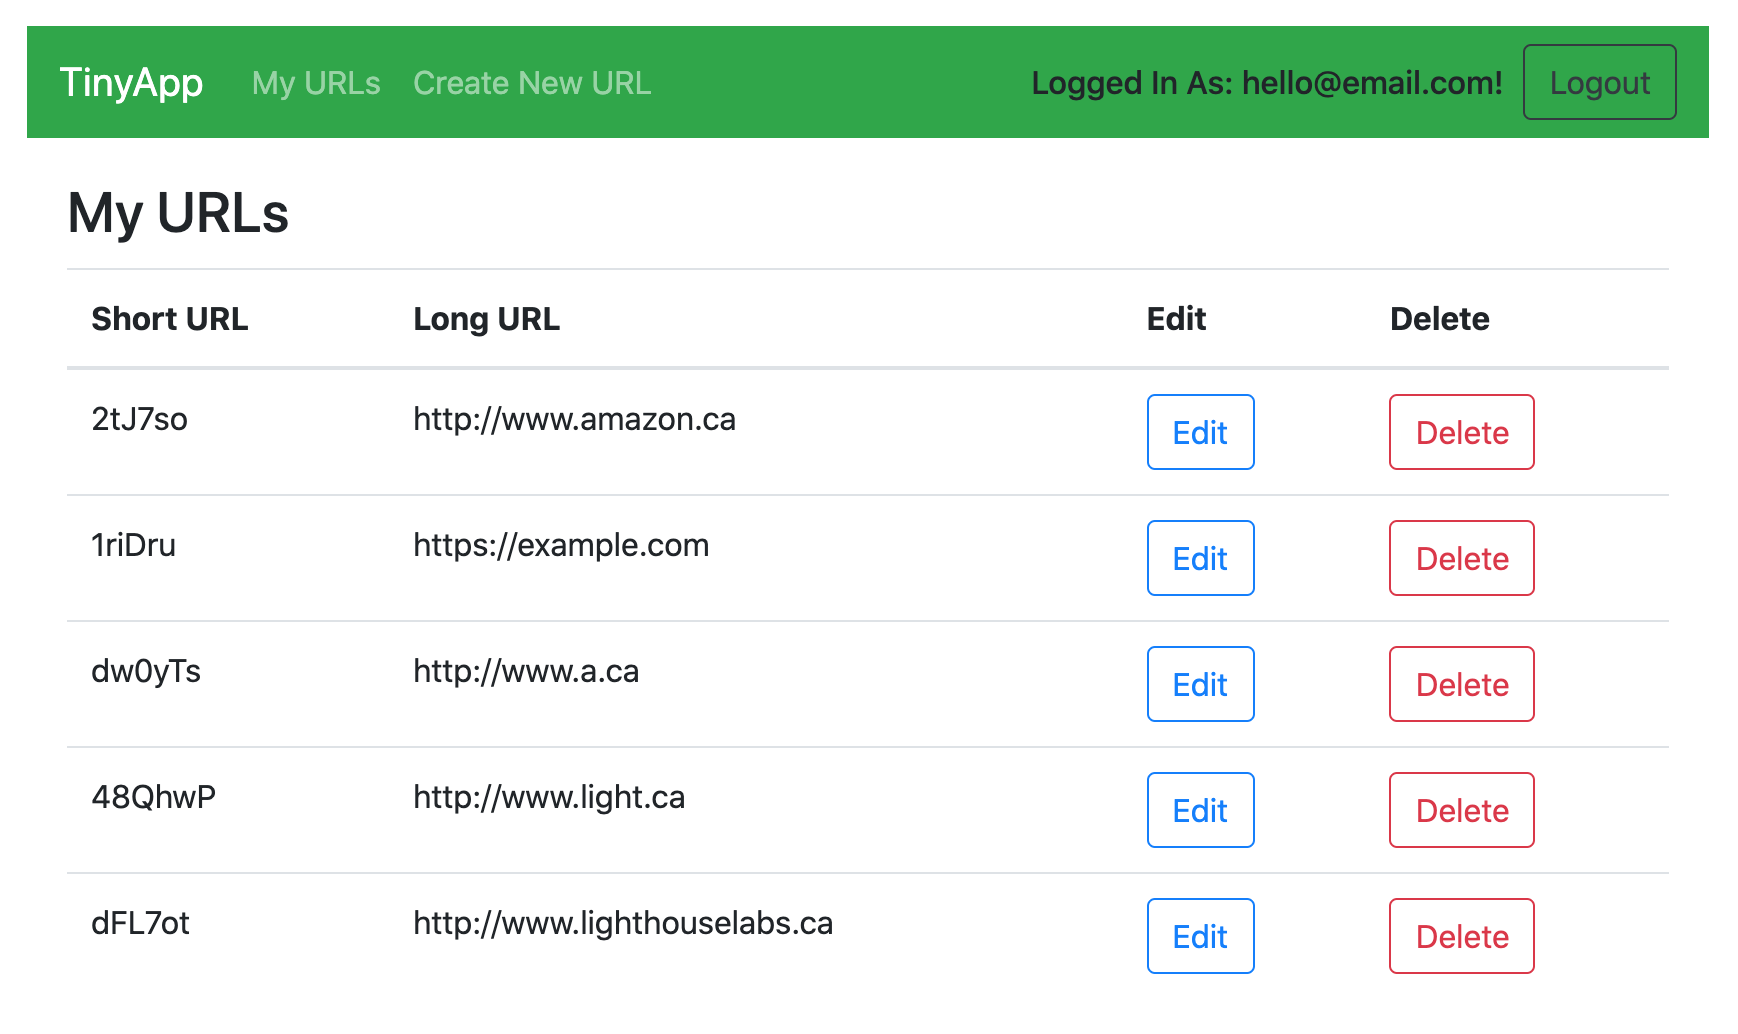 TinyApp My URLs Create New URL Logged In As: hello@email.com! Logout
My URLs
Short URL Long URL Edit Delete
2tJ7so http://www.amazon.ca Edit Delete
1riDru https://example.com Edit Delete
dw0yTs http://www.a.ca Edit Delete
48QhwP http://www.light.ca Edit Delete
dFL7ot http://www.lighthouselabs.ca Edit Delete